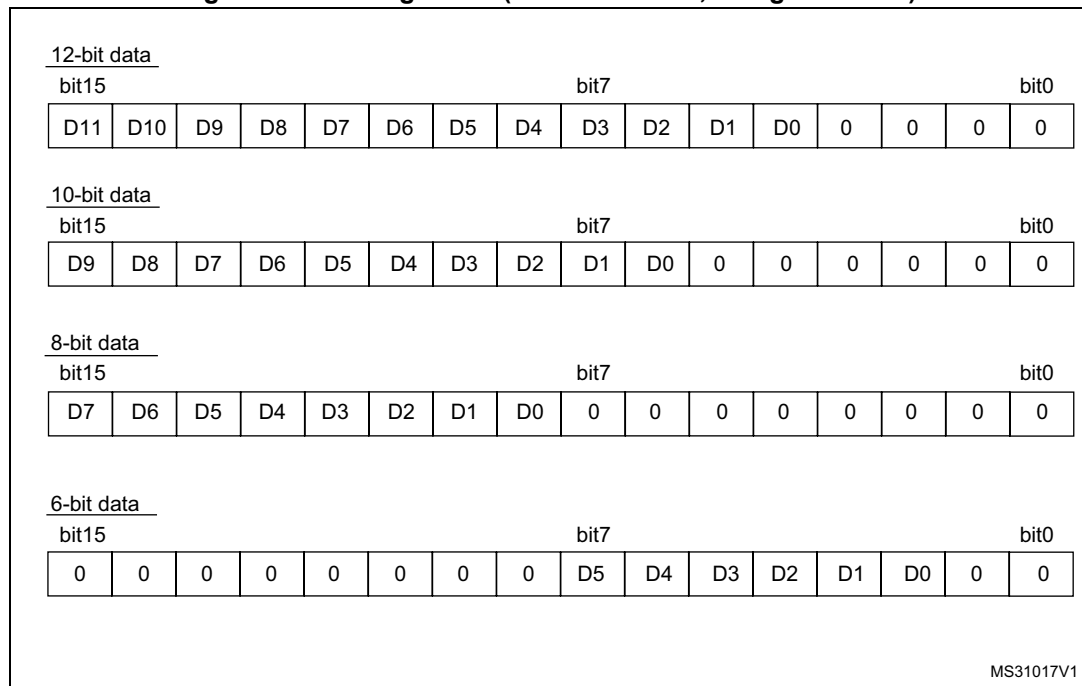 12-bit data
bit15 bit7 bit0
D11 D10 D9 D8 D7 D6 D5 D4 D3 D2 D1 D0 0 0 0 0
10-bit data
bit15 bit7 bit0
D9 D8 D7 D6 D5 D4 D3 D2 D1 D0 0 0 0 0 0 0
8-bit data
bit15 bit7 bit0
D7 D6 D5 D4 D3 D2 D1 D0 0 0 0 0 0 0 0 0
6-bit data
bit15 bit7 bit0
0 0 0 0 0 0 0 0 D5 D4 D3 D2 D1 D0 0 0
MS31017V1